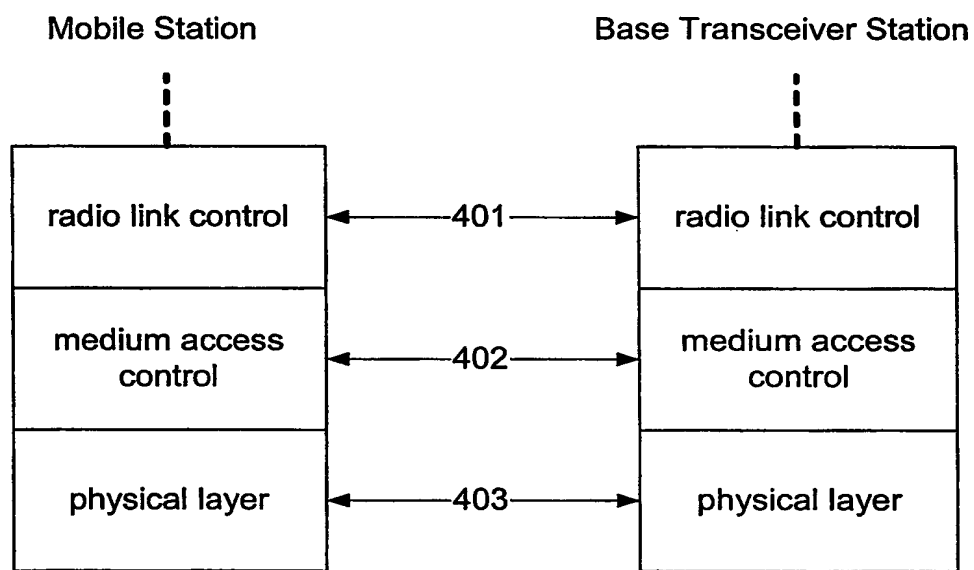 Mobile Station
Base Transceiver Station
radio link control
401
radio link control
medium access
control
402
medium access
control
physical layer
403
physical layer